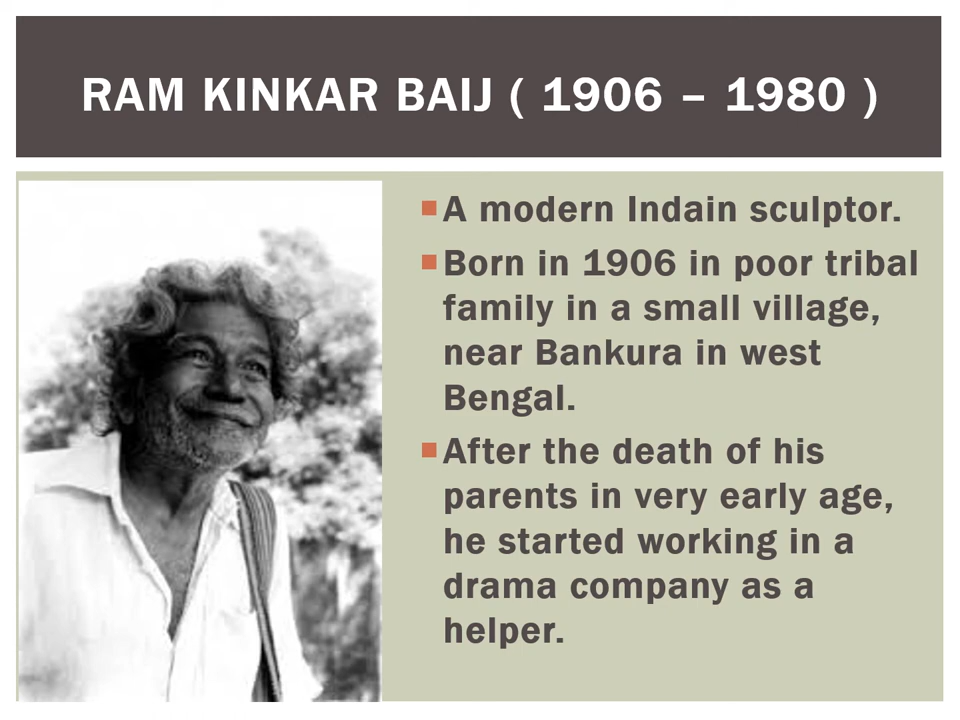 RAM KINKAR BAIJ ( 1906 – 1980 )
A modern Indain sculptor.
Born in 1906 in poor tribal
family in a small village,
near Bankura in west
Bengal.
After the death of his
parents in very early age,
he started working in a
drama company as a
helper.